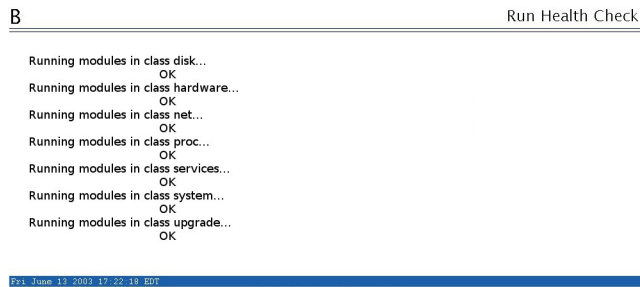 B
Run Health Check
Running modules in class disk...
OK
Running modules in class hardware...
OK
Running modules in class net...
OK
Running modules in class proc...
OK
Running modules in class services...
OK
Running modules in class system...
OK
Running modules in class upgrade...
OK
Fri June 13 2003 17:22:18 EDT